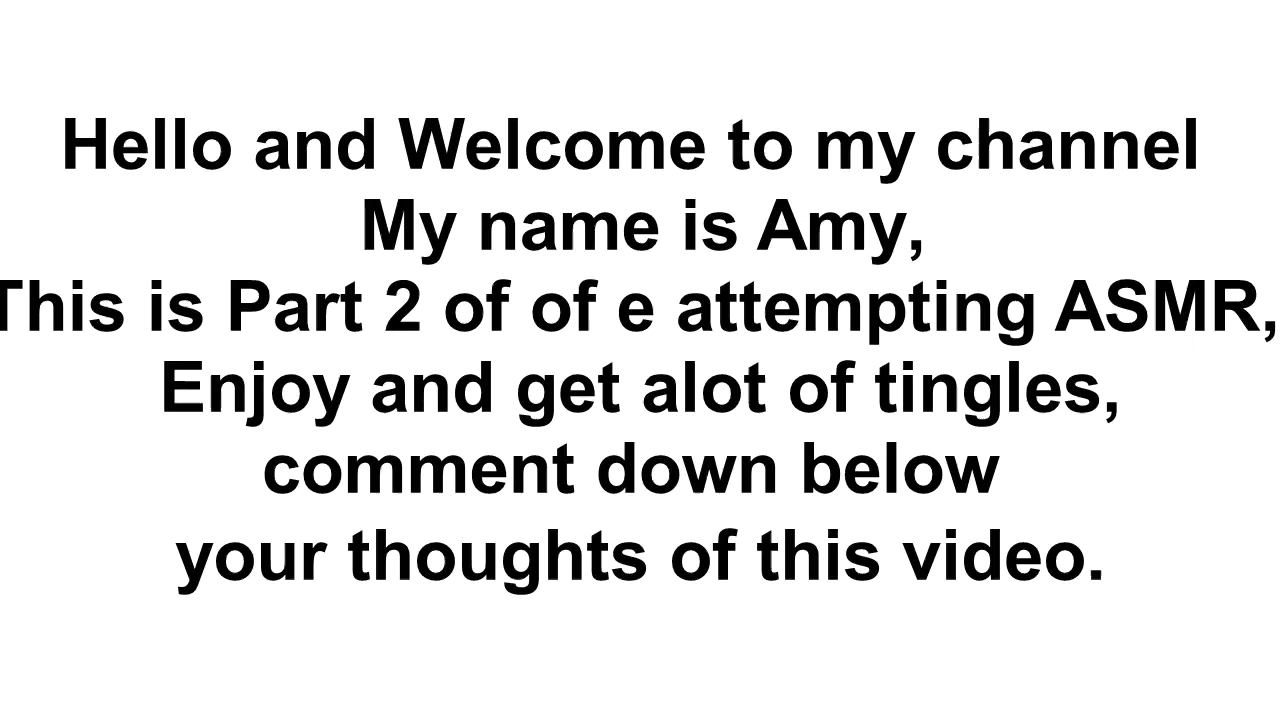 Hello and Welcome to my channel
My name is Amy,
This is Part 2 of of e attempting ASMR,
Enjoy and get alot of tingles,
comment down below
your thoughts of this video.